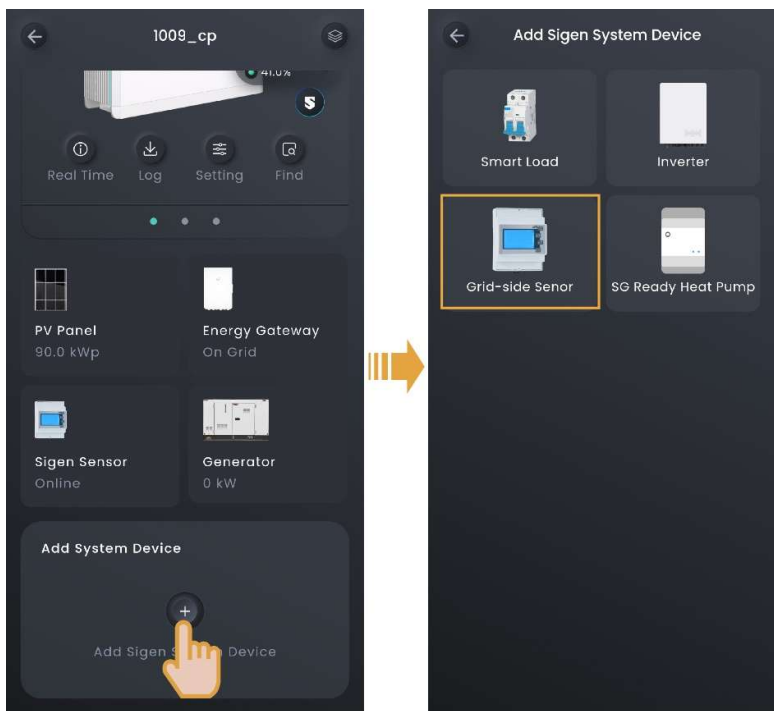 1009_cp
41.0%
Real Time Log Setting Find
PV Panel
90.0 kWp
Energy Gateway
On Grid
Sigen Sensor
Online
Generator
0 kW
Add System Device
Add Sigen Device
Add Sigen System Device
Smart Load
Inverter
Grid-side Senor
SG Ready Heat Pump